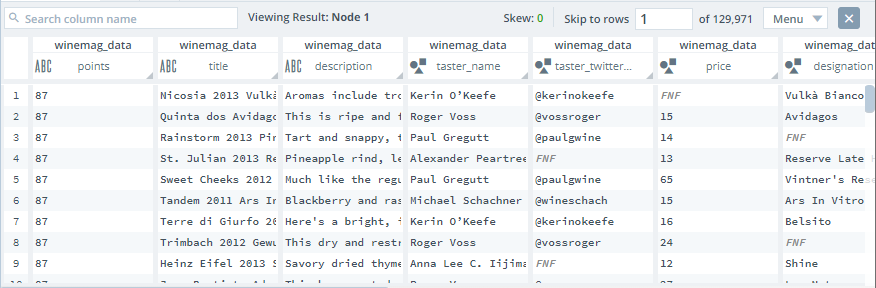 Search column name Viewing Result: Node 1 Skew: 0 Skip to rows 1 of 129,971 Menu
winemag_data winemag_data winemag_data winemag_data winemag_data winemag_data winemag_data
ABC points ABC title ABC description taster_name taster_twitter... price designation
1 87 Nicosia 2013 Vulkà Aromas include tro Kerin O'Keefe @kerinokeefe FNF Vulkà Bianco
2 87 Quinta dos Avidago This is ripe and f Roger Voss @vossroger 15 Avidagos
3 87 Rainstorm 2013 Pin Tart and snappy, t Paul Gregutt @paulgwine 14 FNF
4 87 St. Julian 2013 Re Pineapple rind, le Alexander Peartree FNF 13 Reserve Late H
5 87 Sweet Cheeks 2012 Much like the regu Paul Gregutt @paulgwine 65 Vintner's Res
6 87 Tandem 2011 Ars In Blackberry and ras Michael Schachner @wineschach 15 Ars In Vitro
7 87 Terre di Giurfo 20 Here's a bright, i Kerin O'Keefe @kerinokeefe 16 Belsito
8 87 Trimbach 2012 Gewu This dry and restr Roger Voss @vossroger 24 FNF
9 87 Heinz Eifel 2013 S Savory dried thyme Anna Lee C. Iijima FNF 12 Shine